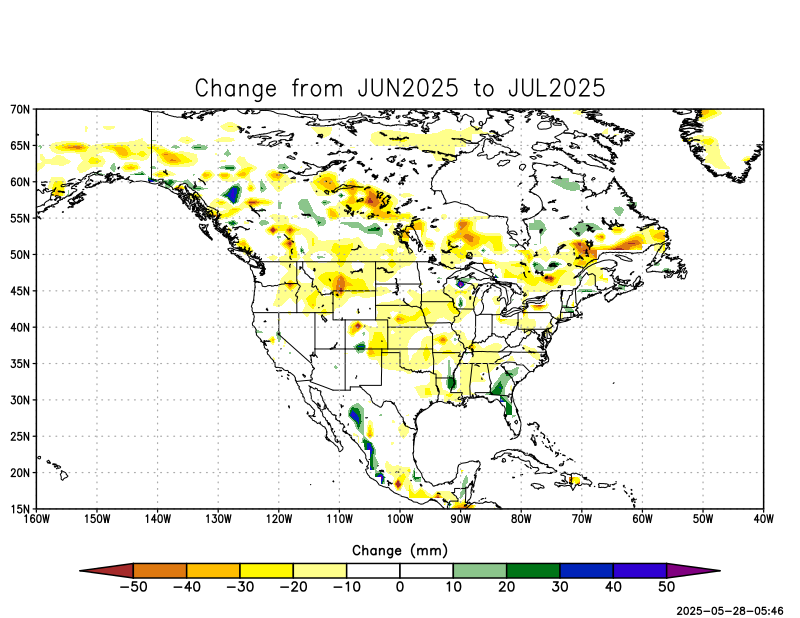 Change from JUN2025 to JUL2025
70N
65N
60N
55N
50N
45N
40N
35N
30N
25N
20N
15N
160W 150W 140W 130W 120W 110W 100W 90W 80W 70W 60W 50W 40W
Change (mm)
−50 −40 −30 −20 −10 0 10 20 30 40 50
2025-05-28-05:46